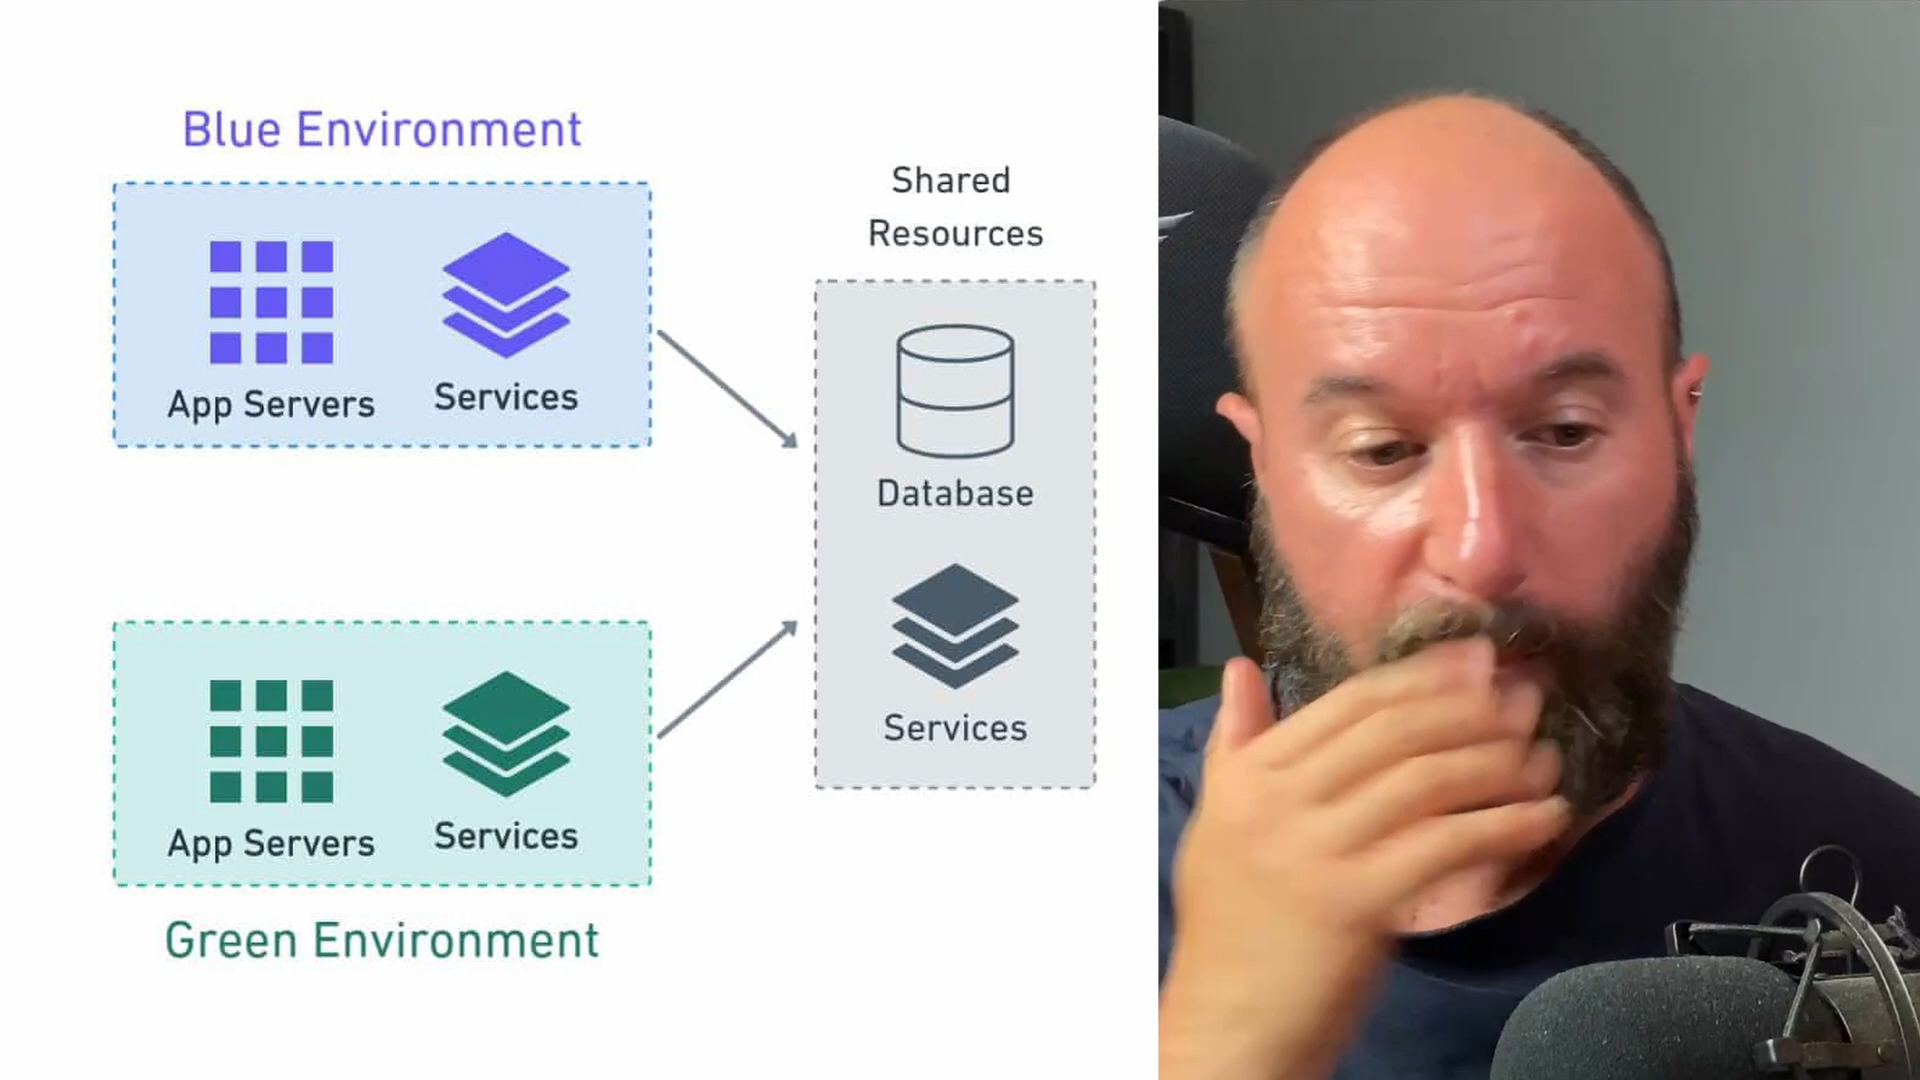 Blue Environment
App Servers
Services
Shared
Resources
Database
Services
App Servers
Services
Green Environment